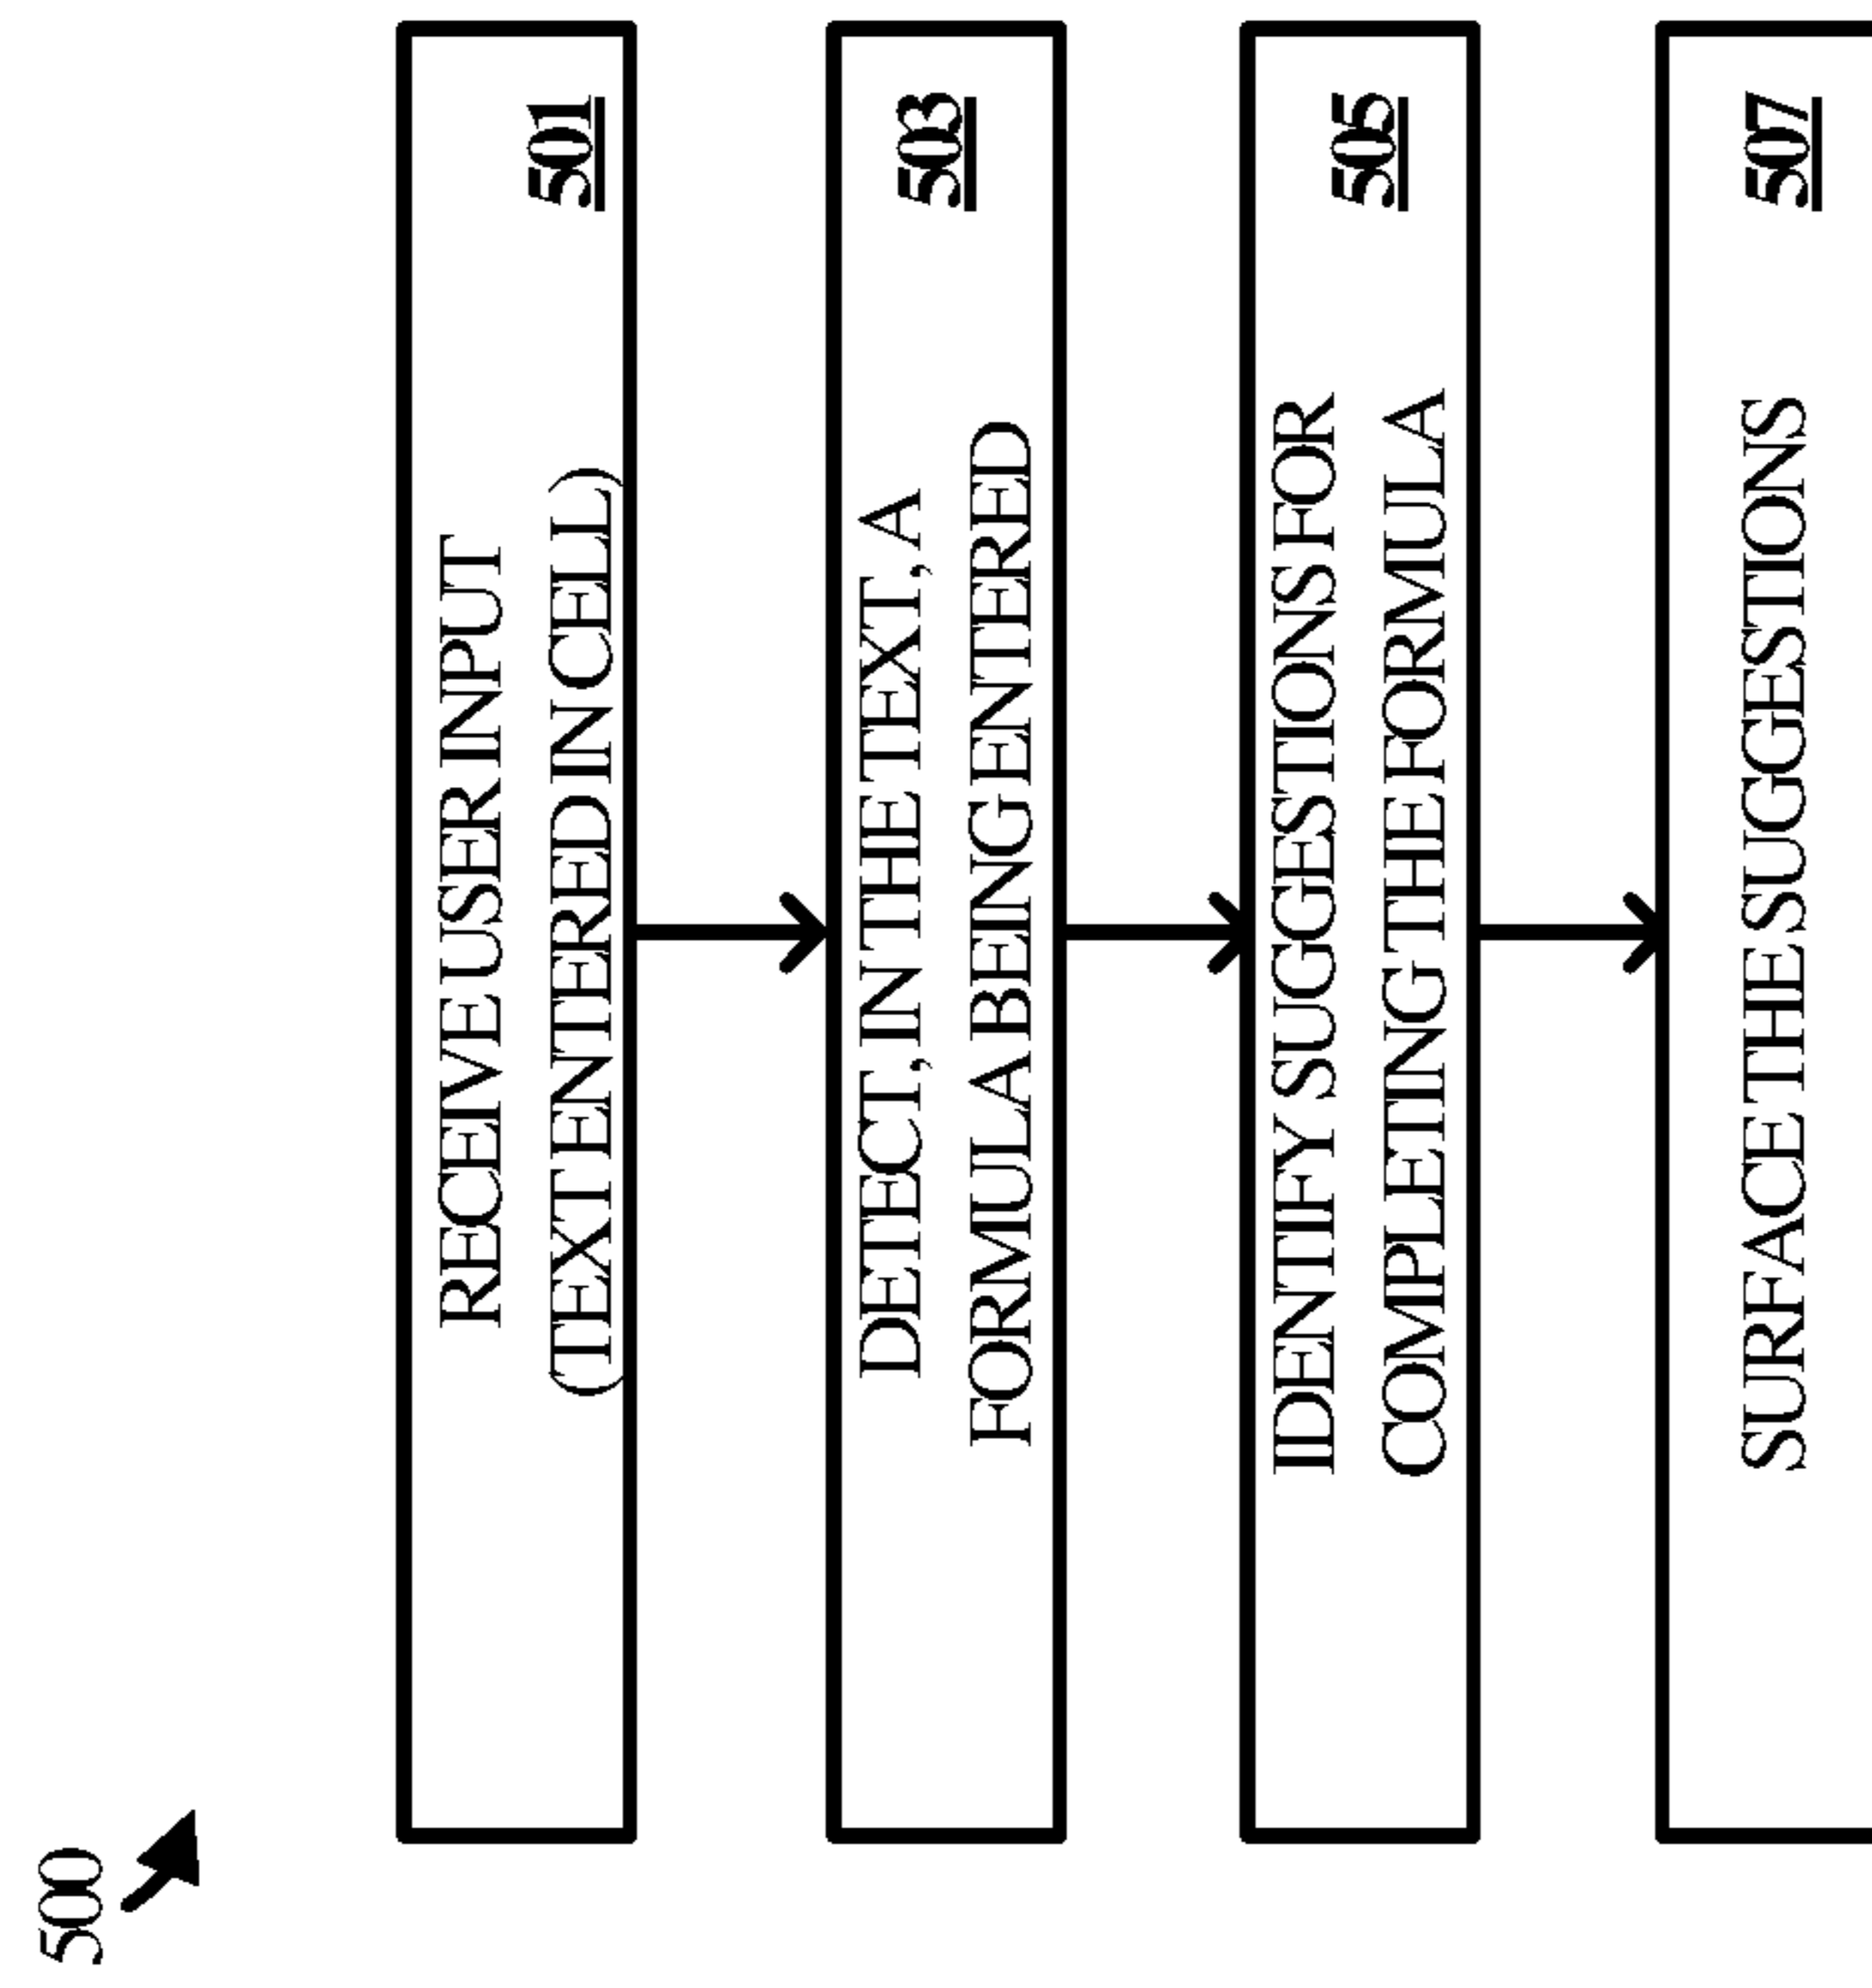 500
RECEIVE USER INPUT
(TEXT ENTERED IN CELL)
501
DETECT, IN THE TEXT, A
FORMULA BEING ENTERED
503
IDENTIFY SUGGESTIONS FOR
COMPLETING THE FORMULA
505
SURFACE THE SUGGESTIONS
507